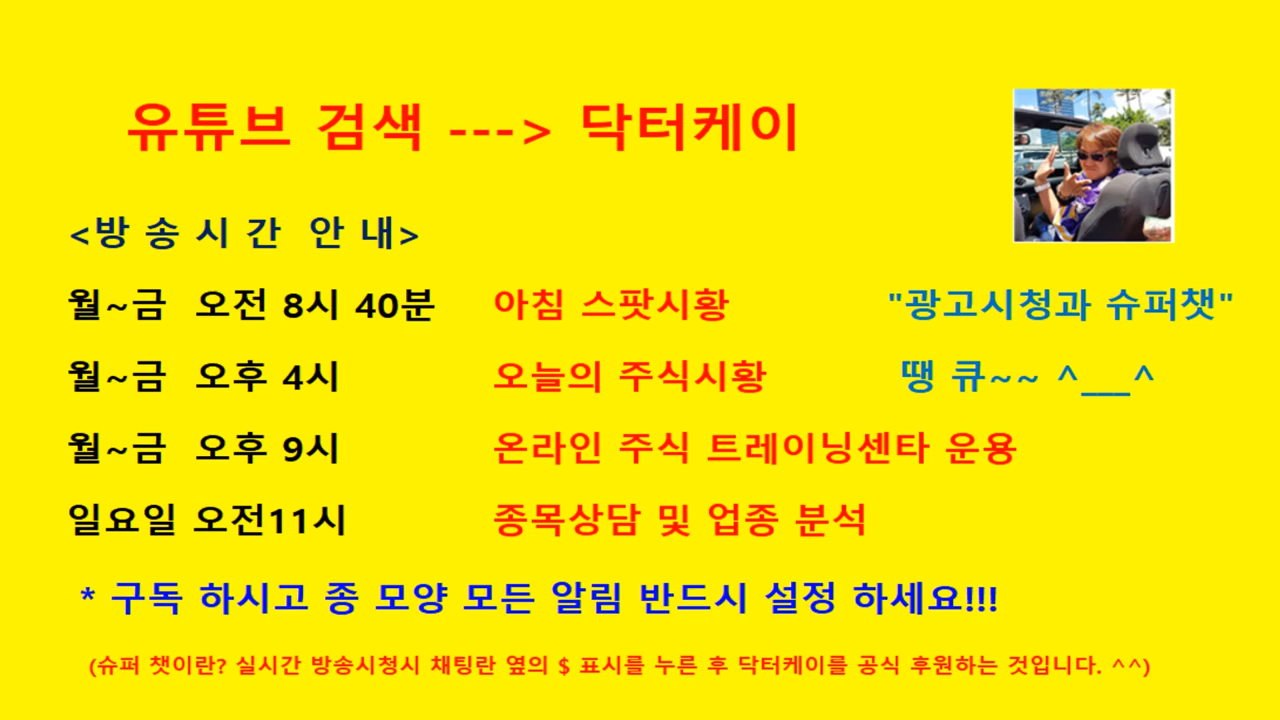 유튜브 검색 ---> 닥터케이
<방 송 시 간 안 내>
월~금 오전 8시 40분 아침 스팟시황 "광고시청과 슈퍼챗"
월~금 오후 4시 오늘의 주식시황 땡 큐~~ ^___^
월~금 오후 9시 온라인 주식 트레이닝센타 운용
일요일 오전11시 종목상담 및 업종 분석
* 구독 하시고 종 모양 모든 알림 반드시 설정 하세요!!!
(슈퍼 챗이란? 실시간 방송시청시 채팅란 옆의 $ 표시를 누른 후 닥터케이를 공식 후원하는 것입니다. ^^)